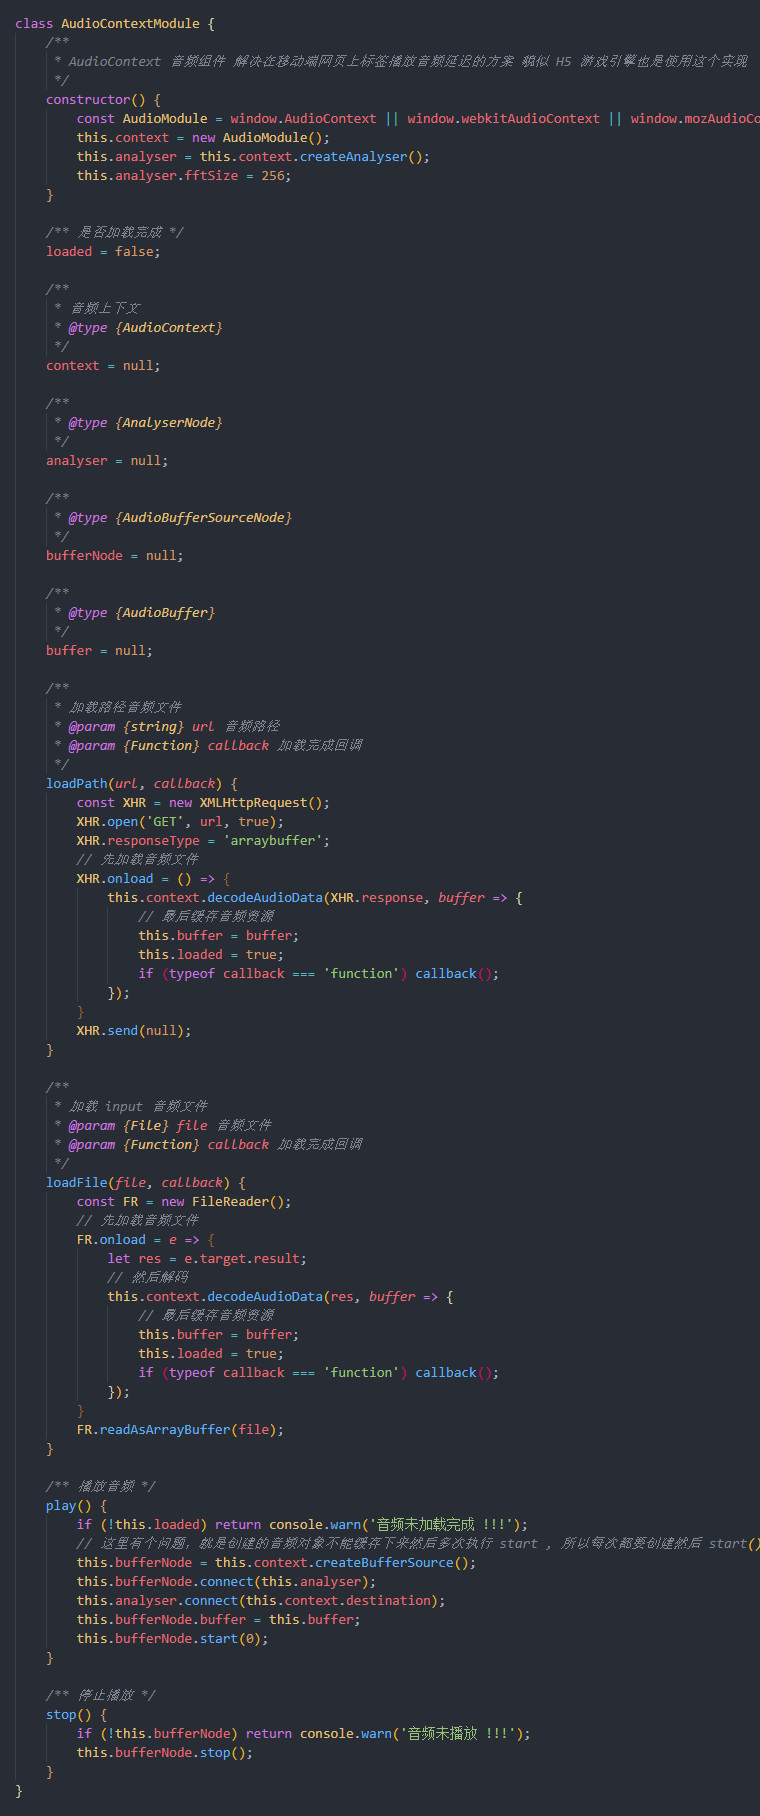 class AudioContextModule {
/**
* AudioContext 音频组件 解决在移动端网页上标签播放音频延迟的方案 貌似 H5 游戏引擎也是使用这个实现
*/
constructor() {
const AudioModule = window.AudioContext || window.webkitAudioContext || window.mozAudioCo
this.context = new AudioModule();
this.analyser = this.context.createAnalyser();
this.analyser.fftSize = 256;
}
/** 是否加载完成 */
loaded = false;
/**
* 音频上下文
* @type {AudioContext}
*/
context = null;
/**
* @type {AnalyserNode}
*/
analyser = null;
/**
* @type {AudioBufferSourceNode}
*/
bufferNode = null;
/**
* @type {AudioBuffer}
*/
buffer = null;
/**
* 加载路径音频文件
* @param {string} url 音频路径
* @param {Function} callback 加载完成回调
*/
loadPath(url, callback) {
const XHR = new XMLHttpRequest();
XHR.open('GET', url, true);
XHR.responseType = 'arraybuffer';
// 先加载音频文件
XHR.onload = () => {
this.context.decodeAudioData(XHR.response, buffer => {
// 最后缓存音频资源
this.buffer = buffer;
this.loaded = true;
if (typeof callback === 'function') callback();
});
}
XHR.send(null);
}
/**
* 加载 input 音频文件
* @param {File} file 音频文件
* @param {Function} callback 加载完成回调
*/
loadFile(file, callback) {
const FR = new FileReader();
// 先加载音频文件
FR.onload = e => {
let res = e.target.result;
// 然后解码
this.context.decodeAudioData(res, buffer => {
// 最后缓存音频资源
this.buffer = buffer;
this.loaded = true;
if (typeof callback === 'function') callback();
});
}
FR.readAsArrayBuffer(file);
}
/** 播放音频 */
play() {
if (!this.loaded) return console.warn('音频未加载完成 !!!');
// 这里有个问题，就是创建的音频对象不能缓存下来然后多次执行 start , 所以每次都要创建然后 start()
this.bufferNode = this.context.createBufferSource();
this.bufferNode.connect(this.analyser);
this.analyser.connect(this.context.destination);
this.bufferNode.buffer = this.buffer;
this.bufferNode.start(0);
}
/** 停止播放 */
stop() {
if (!this.bufferNode) return console.warn('音频未播放 !!!');
this.bufferNode.stop();
}
}